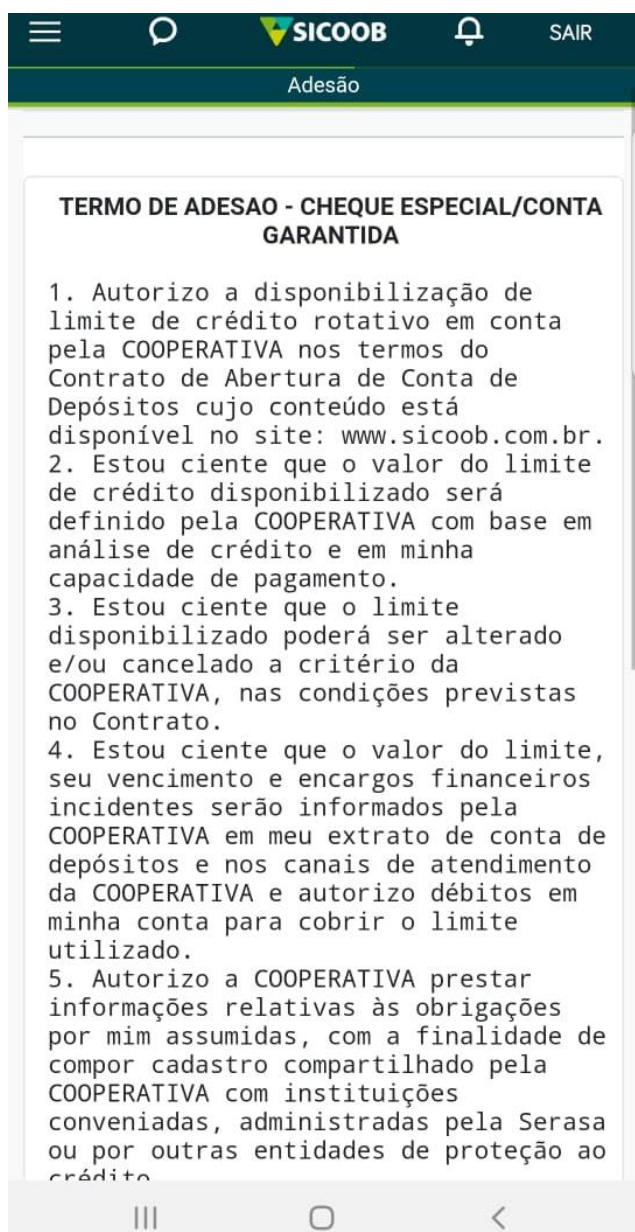 SICOOB
SAIR
Adesão
TERMO DE ADESAO - CHEQUE ESPECIAL/CONTA
GARANTIDA
1. Autorizo a disponibilização de
limite de crédito rotativo em conta
pela COOPERATIVA nos termos do
Contrato de Abertura de Conta de
Depósitos cujo conteúdo está
disponível no site: www.sicoob.com.br.
2. Estou ciente que o valor do limite
de crédito disponibilizado será
definido pela COOPERATIVA com base em
análise de crédito e em minha
capacidade de pagamento.
3. Estou ciente que o limite
disponibilizado poderá ser alterado
e/ou cancelado a critério da
COOPERATIVA, nas condições previstas
no Contrato.
4. Estou ciente que o valor do limite,
seu vencimento e encargos financeiros
incidentes serão informados pela
COOPERATIVA em meu extrato de conta de
depósitos e nos canais de atendimento
da COOPERATIVA e autorizo débitos em
minha conta para cobrir o limite
utilizado.
5. Autorizo a COOPERATIVA prestar
informações relativas às obrigações
por mim assumidas, com a finalidade de
compor cadastro compartilhado pela
COOPERATIVA com instituições
conveniadas, administradas pela Serasa
ou por outras entidades de proteção ao
crédito